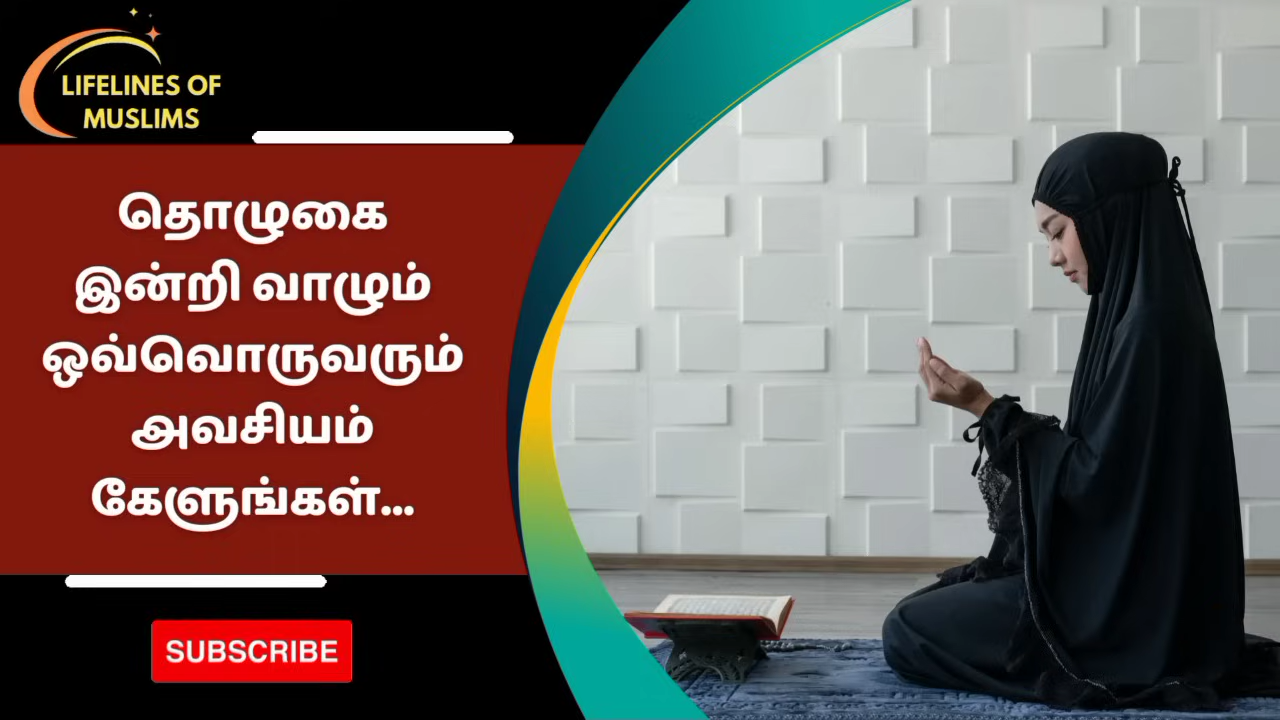 LIFELINES OF
MUSLIMS
தொழுகை
இன்றி வாழும்
ஒவ்வொருவரும்
அவசியம்
கேளுங்கள்...
SUBSCRIBE